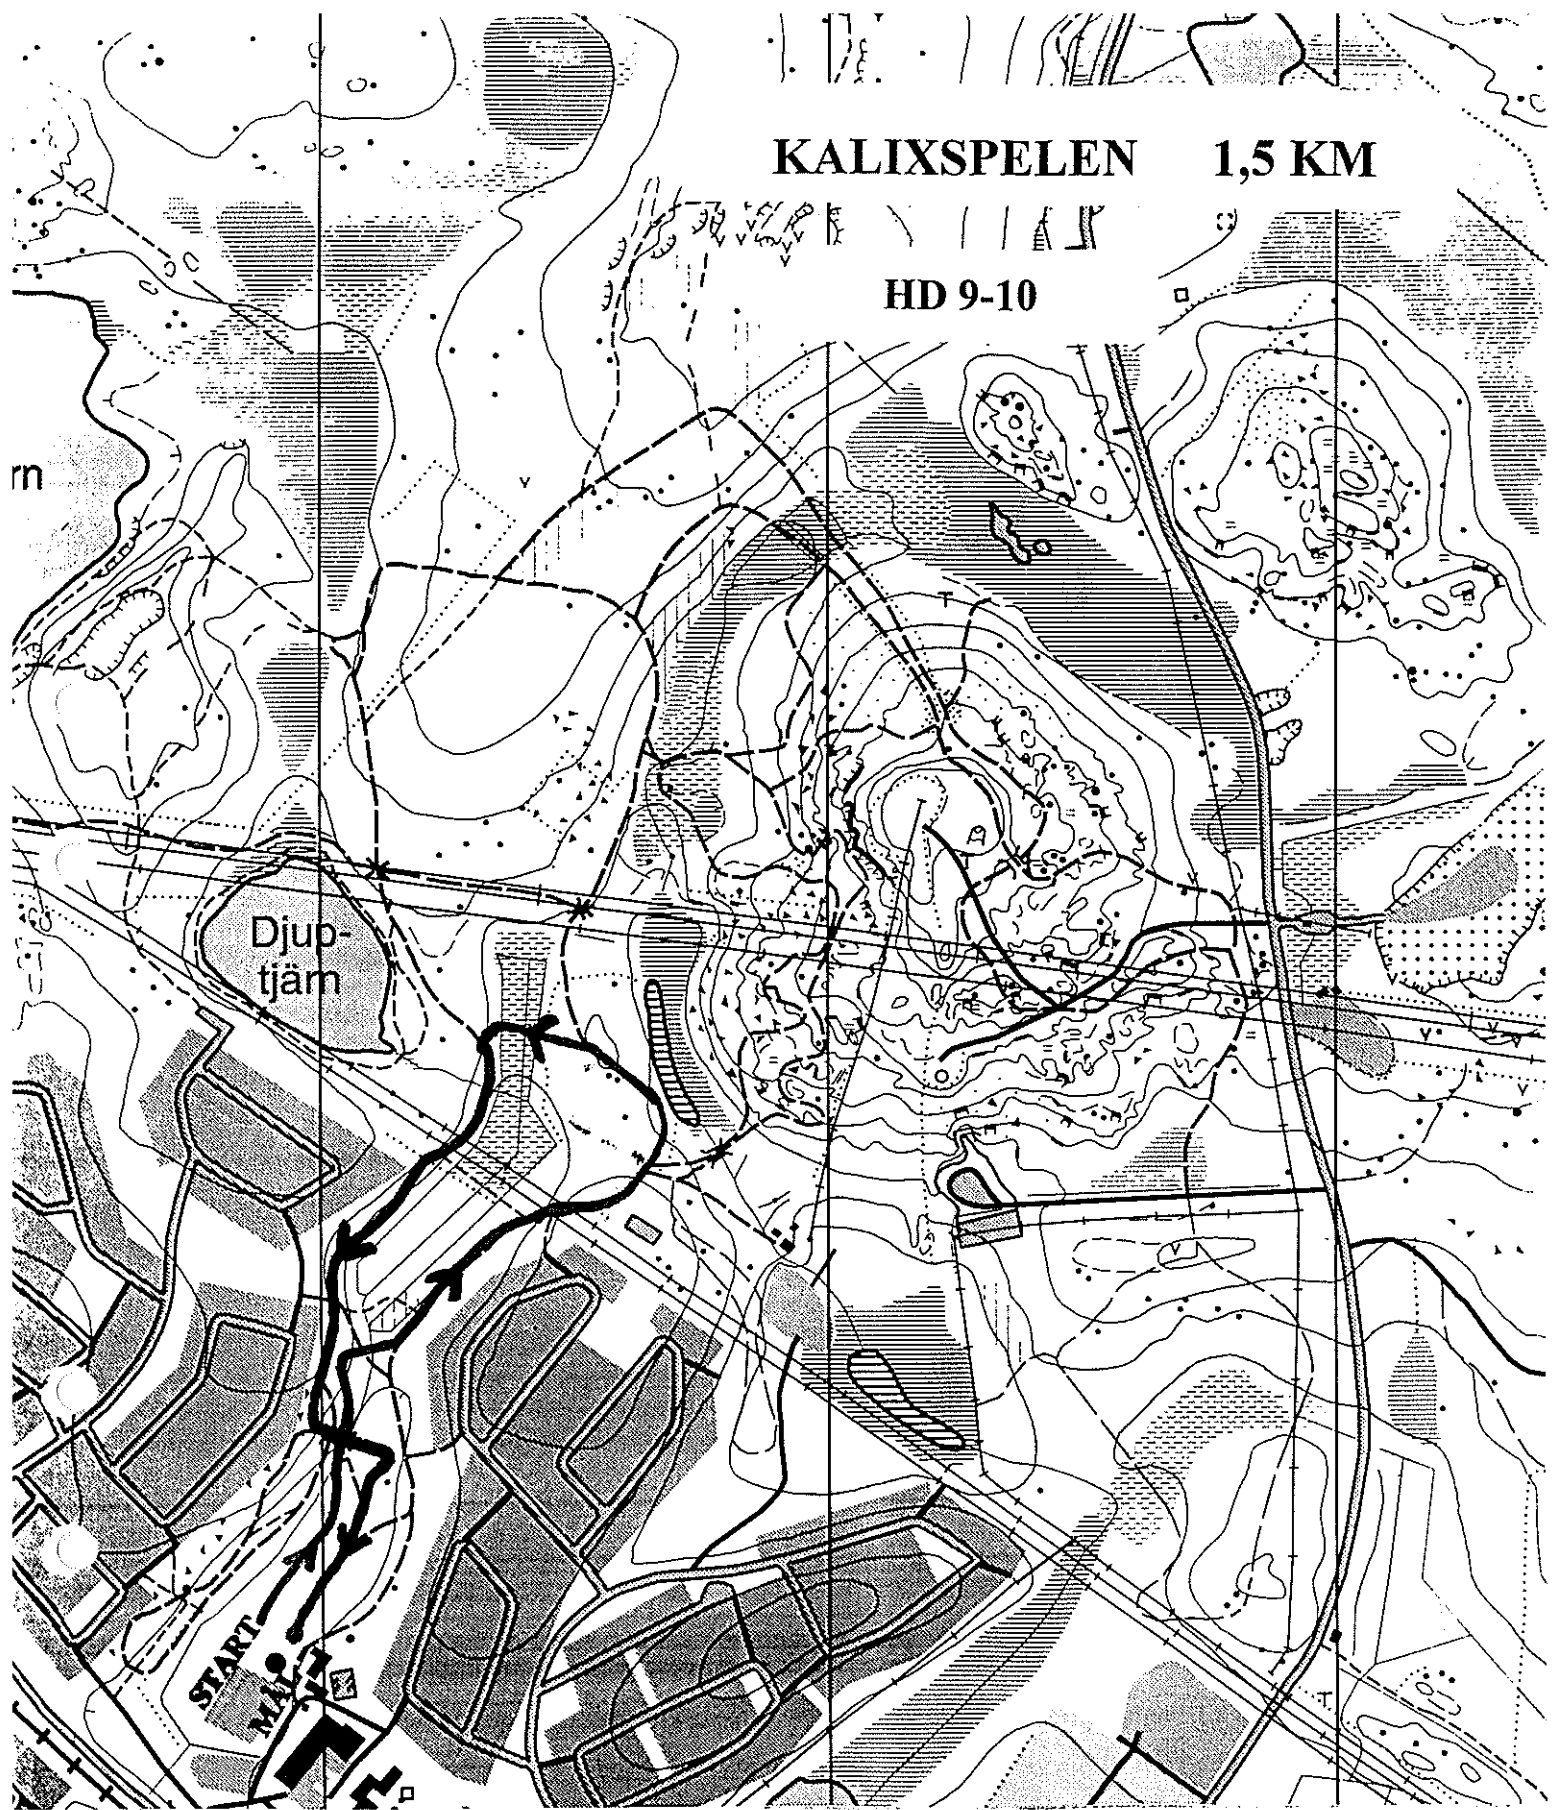 KALIXSPELEN 1,5 KM
HD 9-10
rn
Djup-
tjärn
START
MÅL